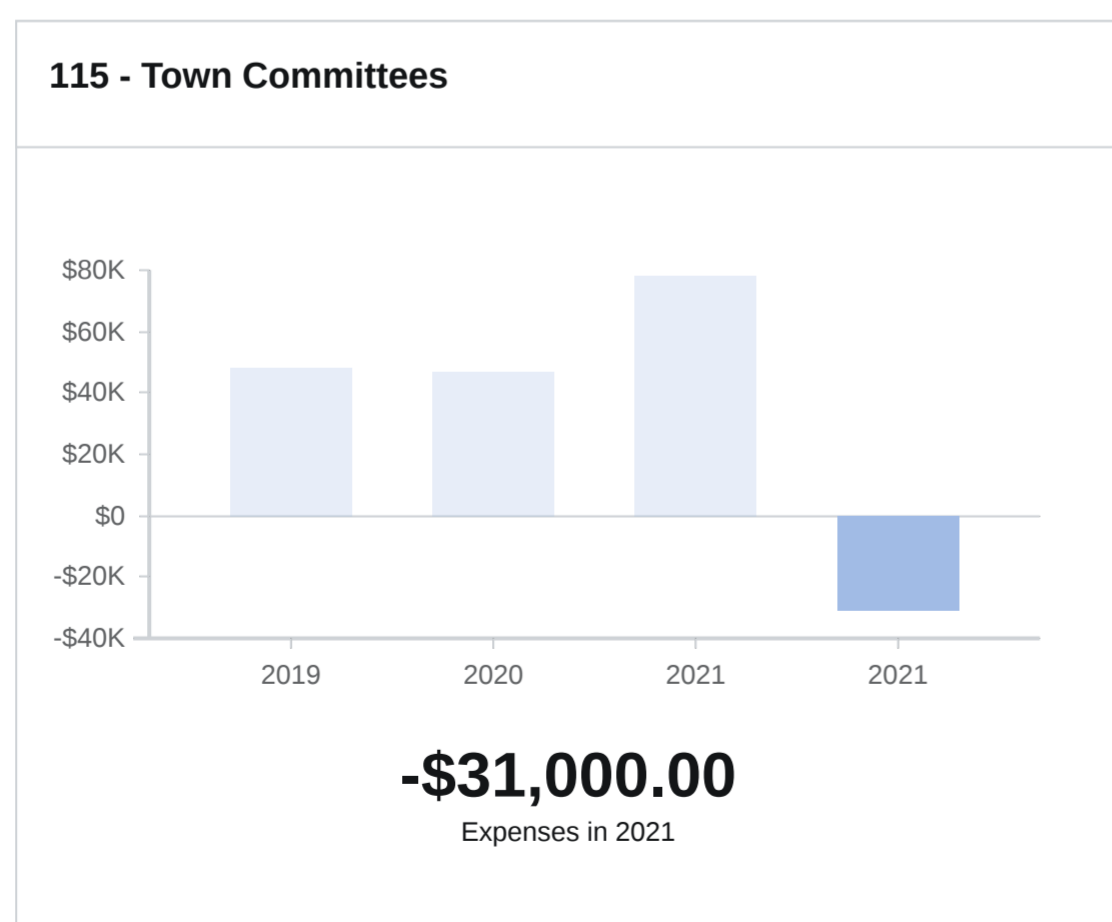 115 - Town Committees
$80K
$60K
$40K
$20K
$0
-$20K
-$40K
2019 2020 2021 2021
-$31,000.00
Expenses in 2021